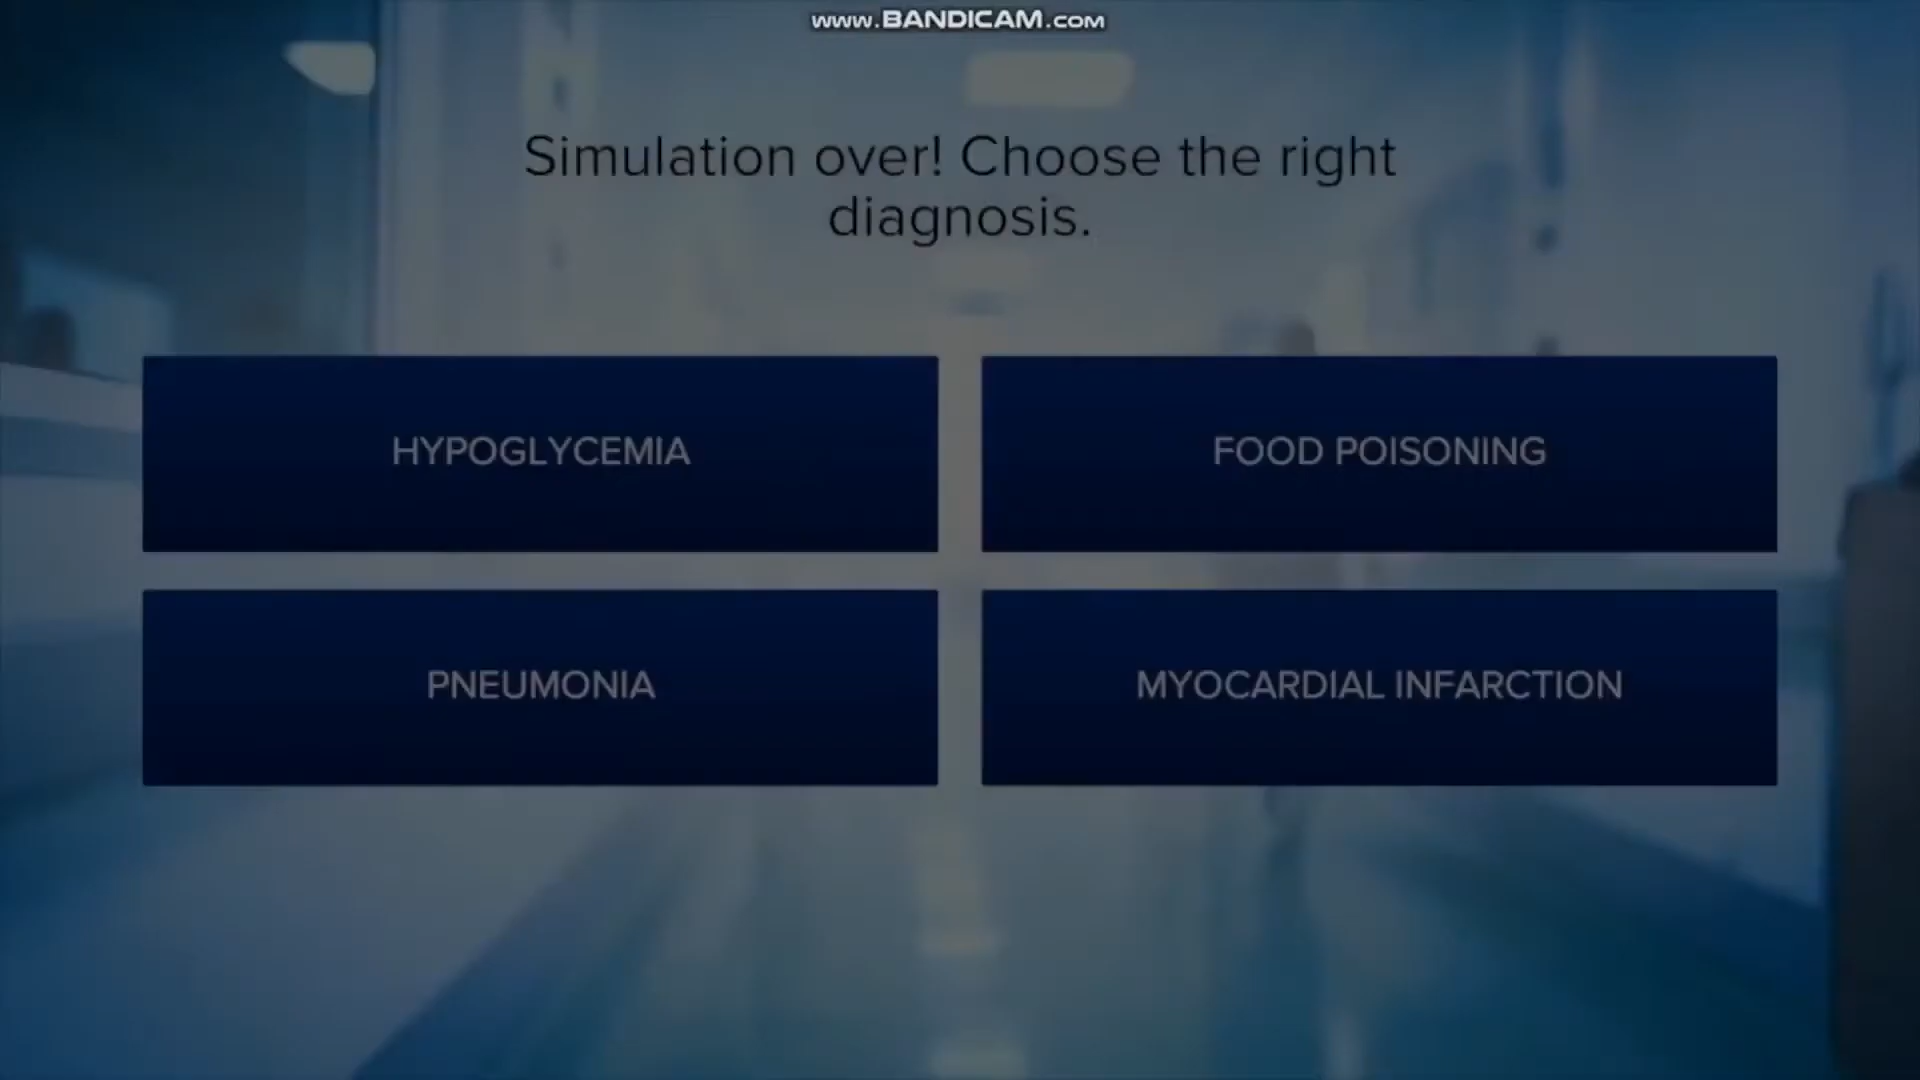 www.BANDICAM.com
Simulation over! Choose the right
diagnosis.
HYPOGLYCEMIA
FOOD POISONING
PNEUMONIA
MYOCARDIAL INFARCTION